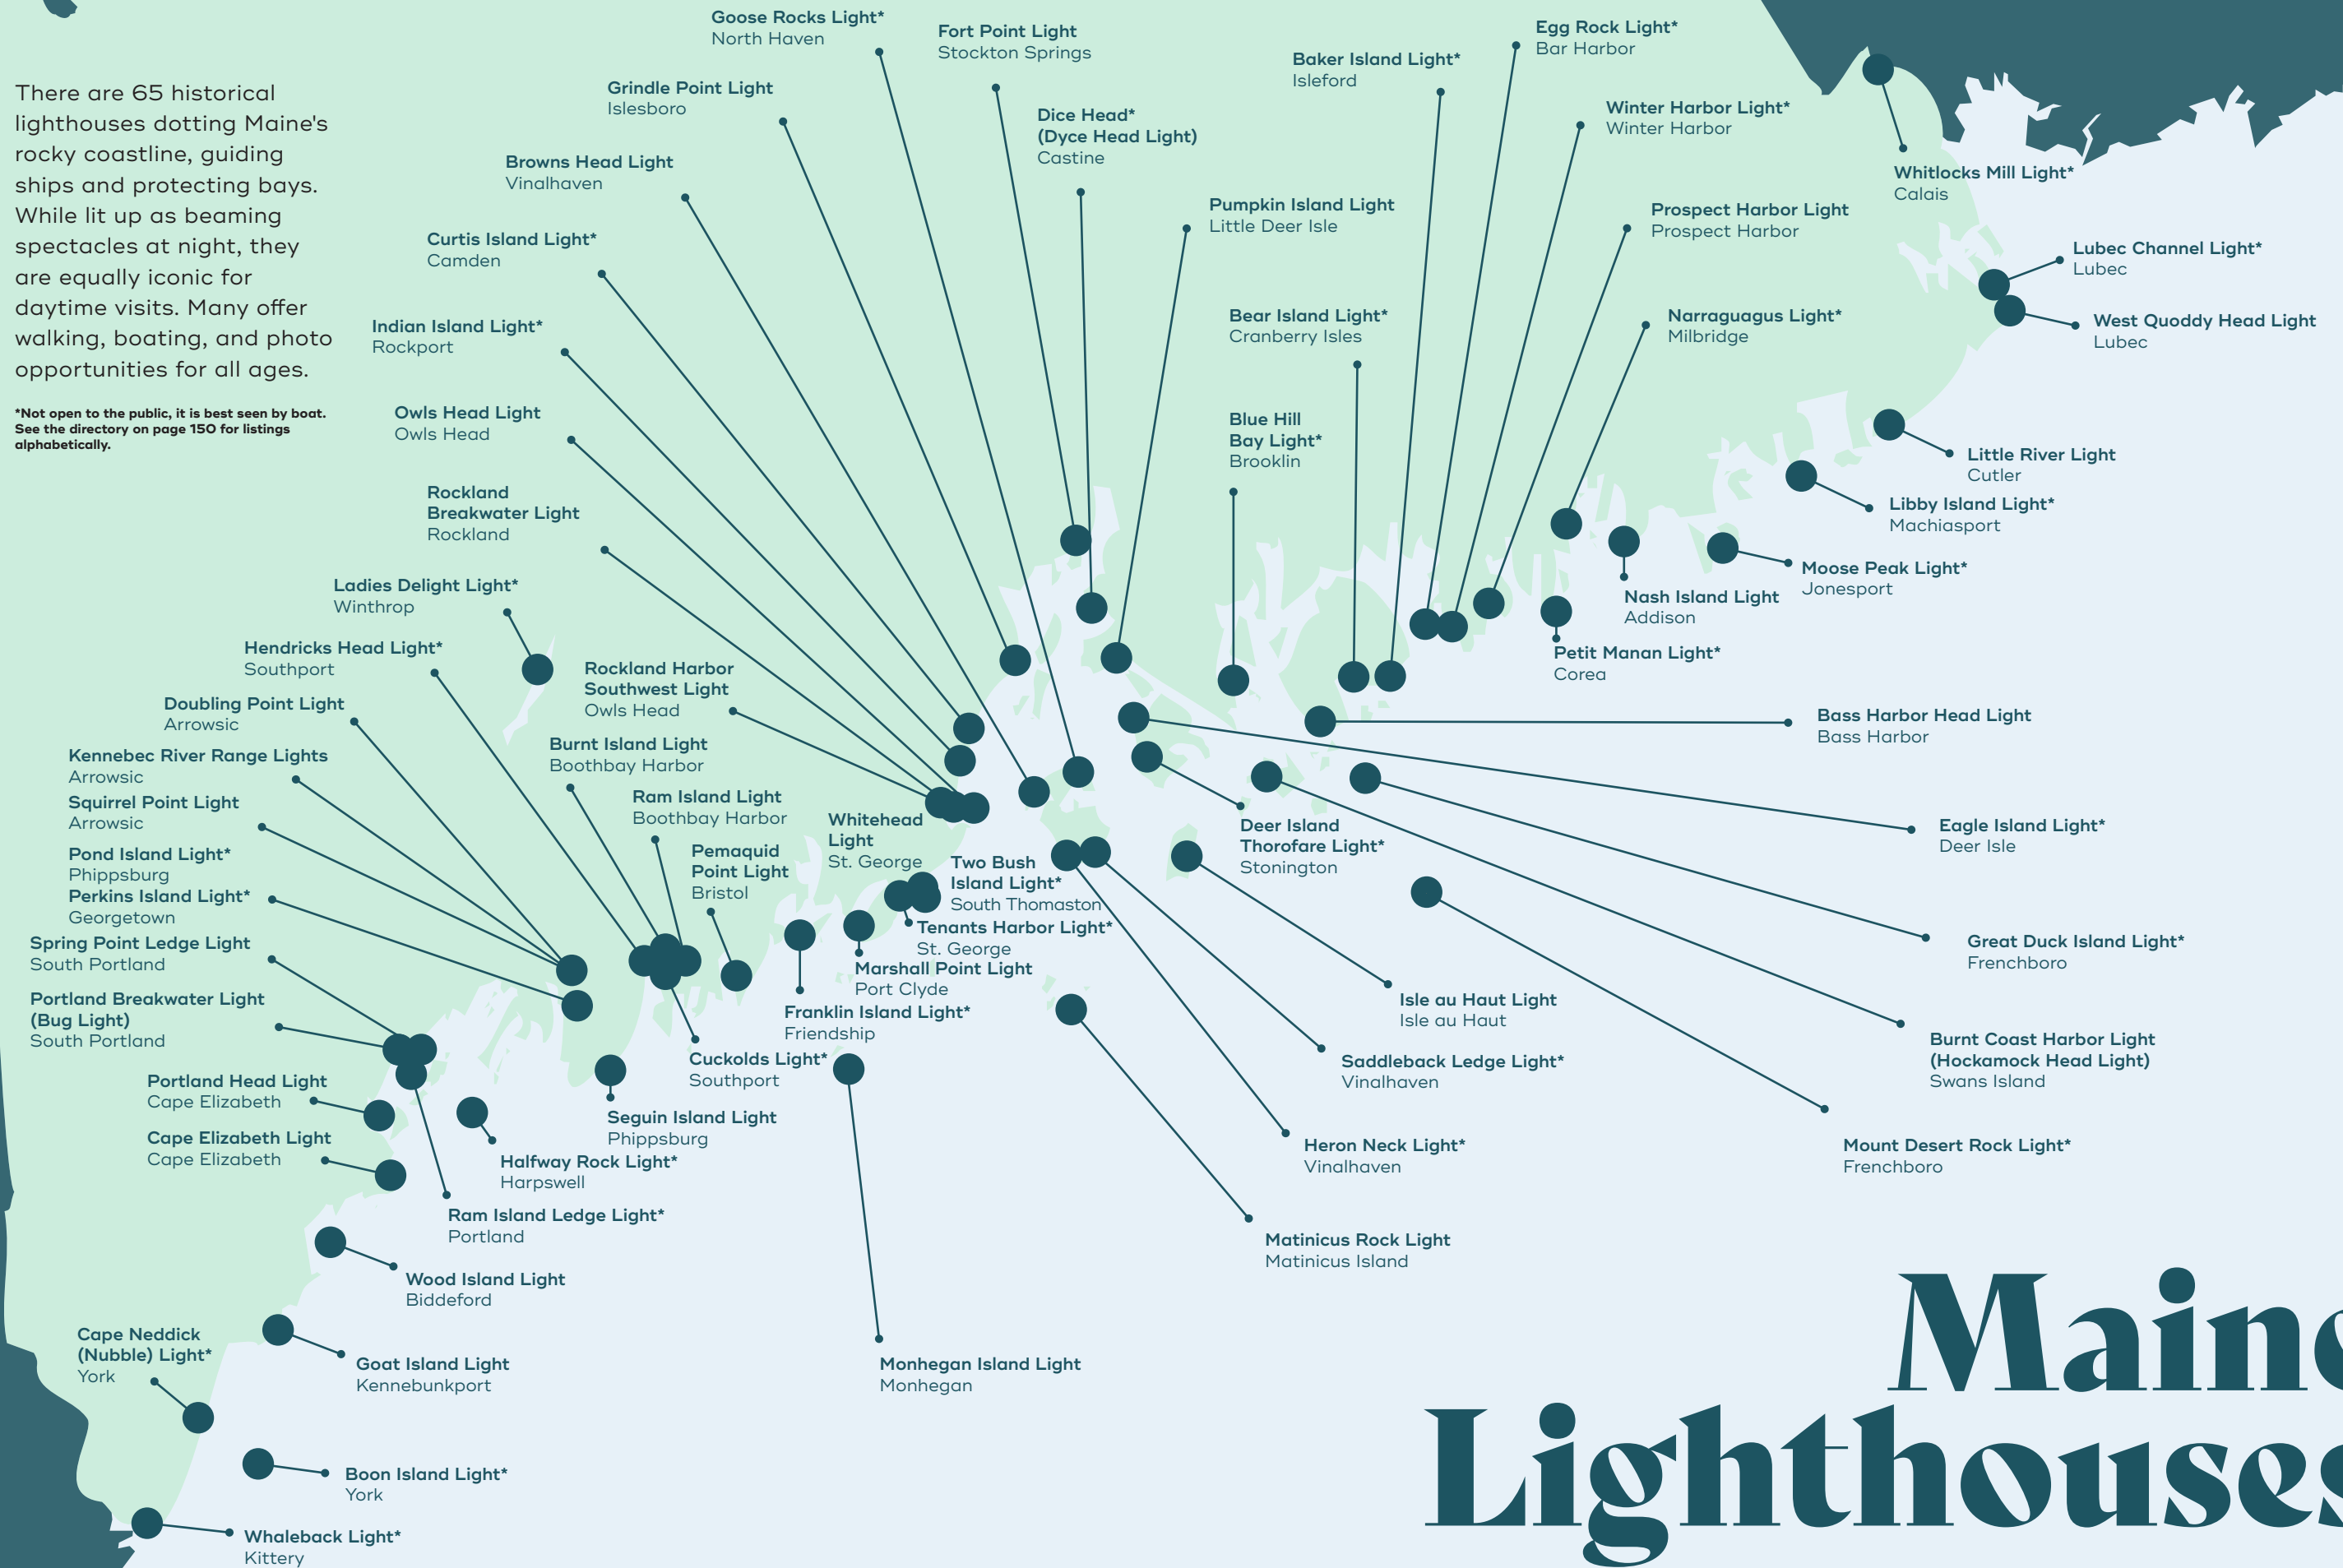 There are 65 historical
lighthouses dotting Maine's
rocky coastline, guiding
ships and protecting bays.
While lit up as beaming
spectacles at night, they
are equally iconic for
daytime visits. Many offer
walking, boating, and photo
opportunities for all ages.
*Not open to the public, it is best seen by boat.
See the directory on page 150 for listings
alphabetically.
Goose Rocks Light*
North Haven
Fort Point Light
Stockton Springs
Grindle Point Light
Islesboro
Dice Head*
(Dyce Head Light)
Castine
Browns Head Light
Vinalhaven
Pumpkin Island Light
Little Deer Isle
Curtis Island Light*
Camden
Indian Island Light*
Rockport
Owls Head Light
Owls Head
Rockland
Breakwater Light
Rockland
Ladies Delight Light*
Winthrop
Hendricks Head Light*
Southport
Doubling Point Light
Arrowsic
Kennebec River Range Lights
Arrowsic
Squirrel Point Light
Arrowsic
Pond Island Light*
Phippsburg
Perkins Island Light*
Georgetown
Spring Point Ledge Light
South Portland
Portland Breakwater Light
(Bug Light)
South Portland
Portland Head Light
Cape Elizabeth
Cape Elizabeth Light
Cape Elizabeth
Rockland Harbor
Southwest Light
Owls Head
Burnt Island Light
Boothbay Harbor
Ram Island Light
Boothbay Harbor
Pemaquid
Point Light
Bristol
Whitehead
Light
St. George
Two Bush
Island Light*
South Thomaston
Tenants Harbor Light*
St. George
Marshall Point Light
Port Clyde
Franklin Island Light*
Friendship
Cuckolds Light*
Southport
Seguin Island Light
Phippsburg
Halfway Rock Light*
Harpswell
Ram Island Ledge Light*
Portland
Wood Island Light
Biddeford
Goat Island Light
Kennebunkport
Cape Neddick
(Nubble) Light*
York
Boon Island Light*
York
Whaleback Light*
Kittery
Monhegan Island Light
Monhegan
Baker Island Light*
Isleford
Egg Rock Light*
Bar Harbor
Winter Harbor Light*
Winter Harbor
Prospect Harbor Light
Prospect Harbor
Bear Island Light*
Cranberry Isles
Narraguagus Light*
Milbridge
Blue Hill
Bay Light*
Brooklin
Whitlocks Mill Light*
Calais
Lubec Channel Light*
Lubec
West Quoddy Head Light
Lubec
Little River Light
Cutler
Libby Island Light*
Machiasport
Moose Peak Light*
Jonesport
Nash Island Light
Addison
Petit Manan Light*
Corea
Bass Harbor Head Light
Bass Harbor
Eagle Island Light*
Deer Isle
Deer Island
Thorofare Light*
Stonington
Great Duck Island Light*
Frenchboro
Isle au Haut Light
Isle au Haut
Burnt Coast Harbor Light
(Hockamock Head Light)
Swans Island
Saddleback Ledge Light*
Vinalhaven
Heron Neck Light*
Vinalhaven
Mount Desert Rock Light*
Frenchboro
Matinicus Rock Light
Matinicus Island
Maine
Lighthouses